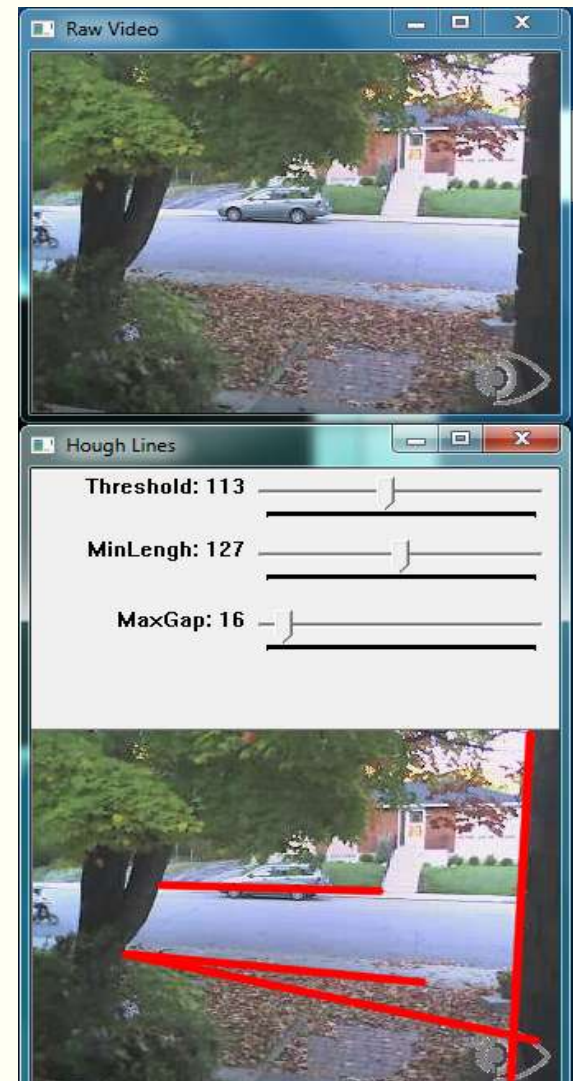 Raw Video
Hough Lines
Threshold: 113
MinLengh: 127
MaxGap: 16